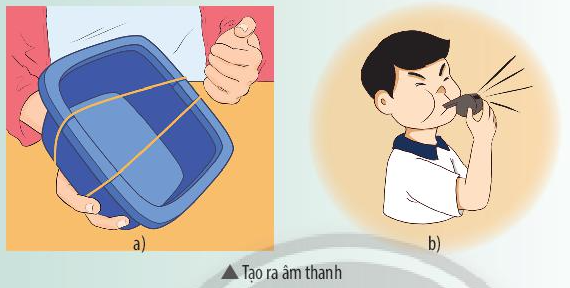 a)
b)
▲ Tạo ra âm thanh